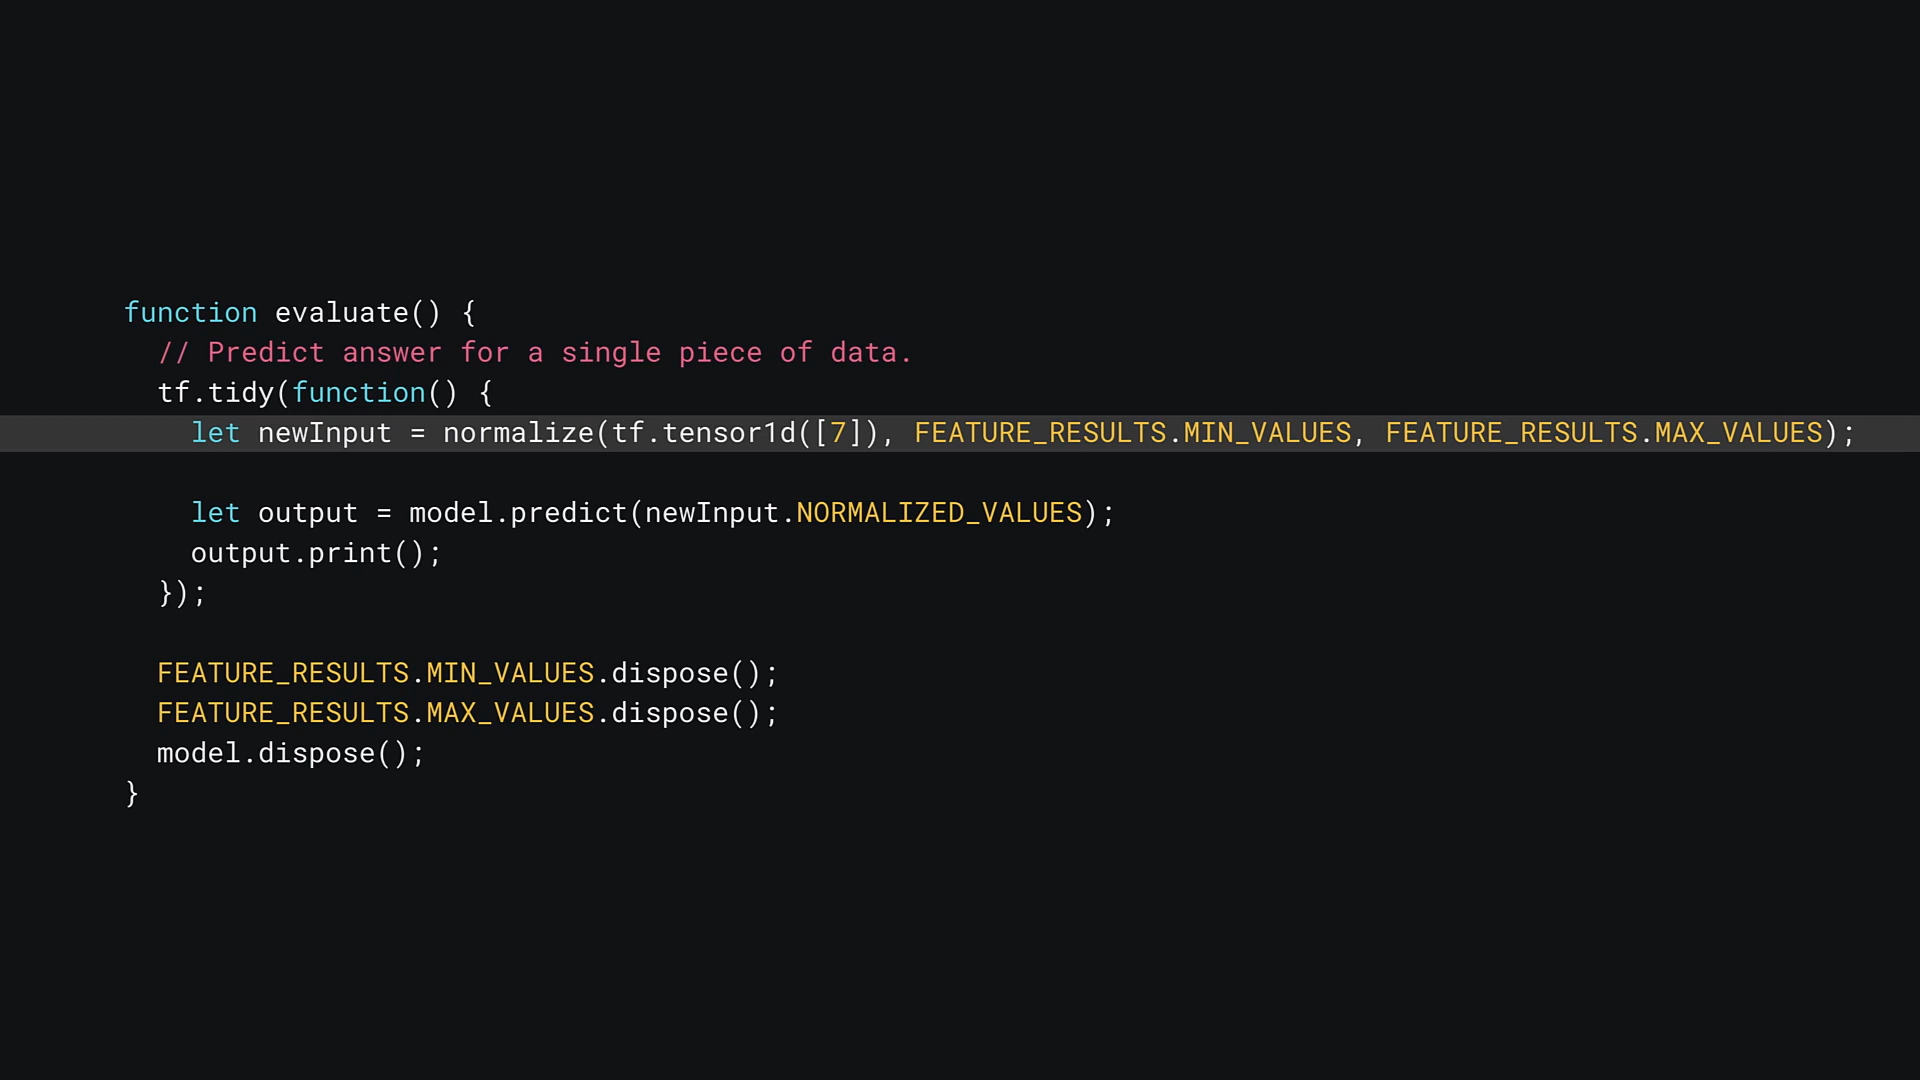 function evaluate() {
  // Predict answer for a single piece of data.
  tf.tidy(function() {
    let newInput = normalize(tf.tensor1d([7]), FEATURE_RESULTS.MIN_VALUES, FEATURE_RESULTS.MAX_VALUES);

    let output = model.predict(newInput.NORMALIZED_VALUES);
    output.print();
  });

  FEATURE_RESULTS.MIN_VALUES.dispose();
  FEATURE_RESULTS.MAX_VALUES.dispose();
  model.dispose();
}